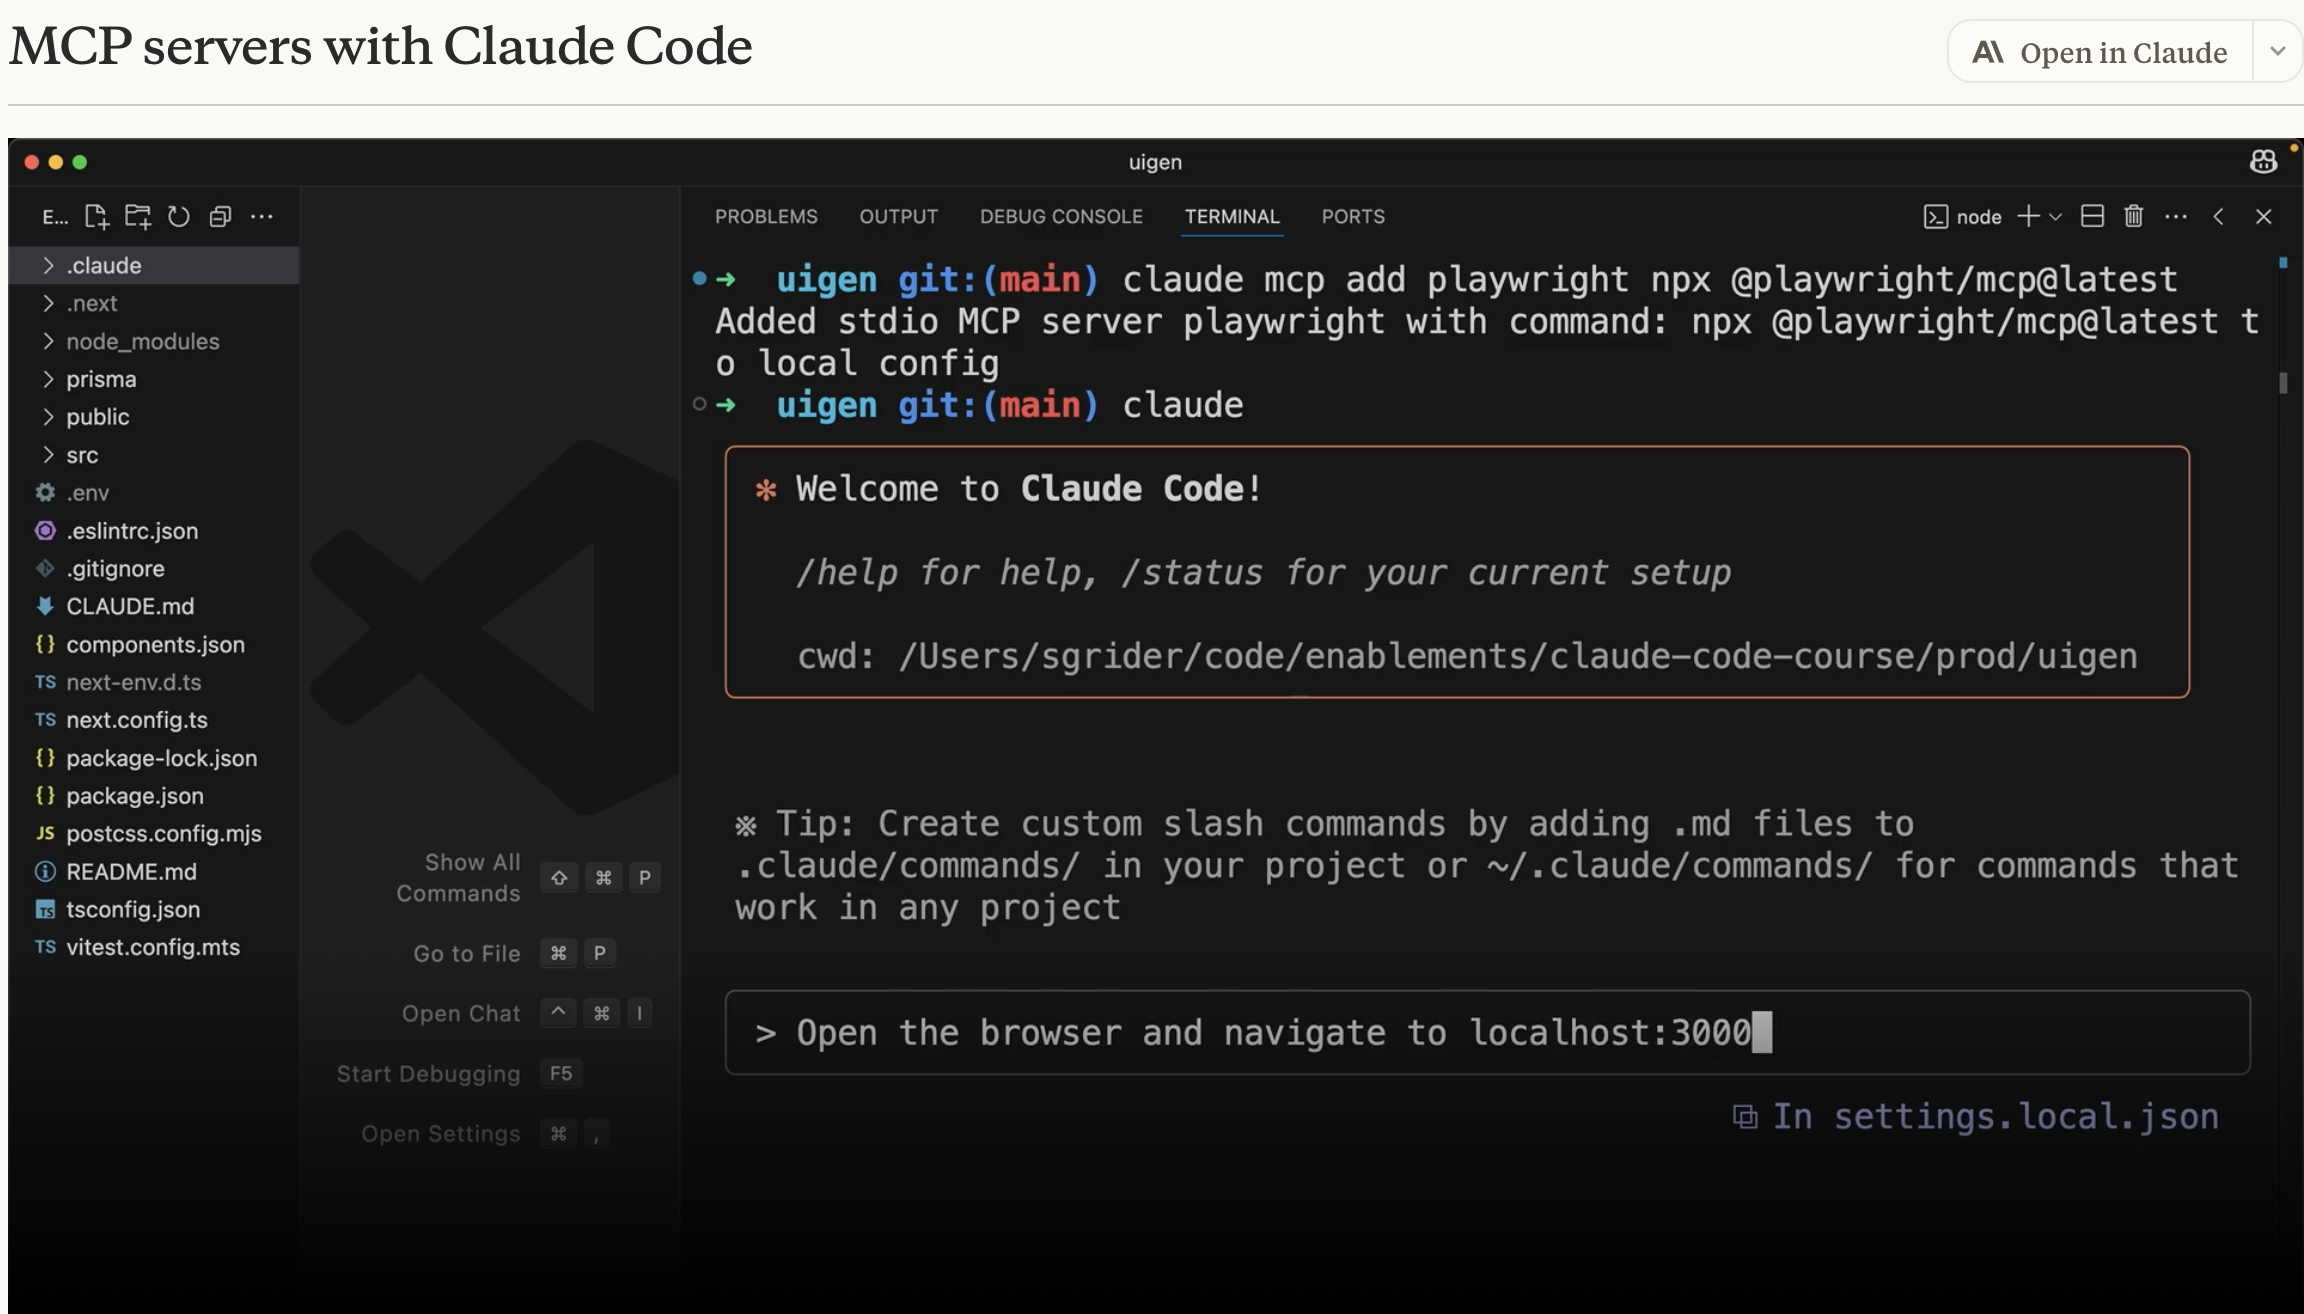 MCP servers with Claude Code
Open in Claude
uigen
E...
.claude
.next
node_modules
prisma
public
src
.env
.eslintrc.json
.gitignore
CLAUDE.md
{} components.json
TS next-env.d.ts
TS next.config.ts
{} package-lock.json
{} package.json
JS postcss.config.mjs
README.md
TS tsconfig.json
TS vitest.config.mts
Show All
Commands ⇧ ⌘ P
Go to File ⌘ P
Open Chat ^ ⌘ I
Start Debugging F5
Open Settings ⌘ ,
PROBLEMS OUTPUT DEBUG CONSOLE TERMINAL PORTS
node
➜ uigen git:(main) claude mcp add playwright npx @playwright/mcp@latest
Added stdio MCP server playwright with command: npx @playwright/mcp@latest t
o local config
➜ uigen git:(main) claude
✻ Welcome to Claude Code!
/help for help, /status for your current setup
cwd: /Users/sgrider/code/enablements/claude-code-course/prod/uigen
※ Tip: Create custom slash commands by adding .md files to
.claude/commands/ in your project or ~/.claude/commands/ for commands that
work in any project
> Open the browser and navigate to localhost:3000
⧉ In settings.local.json